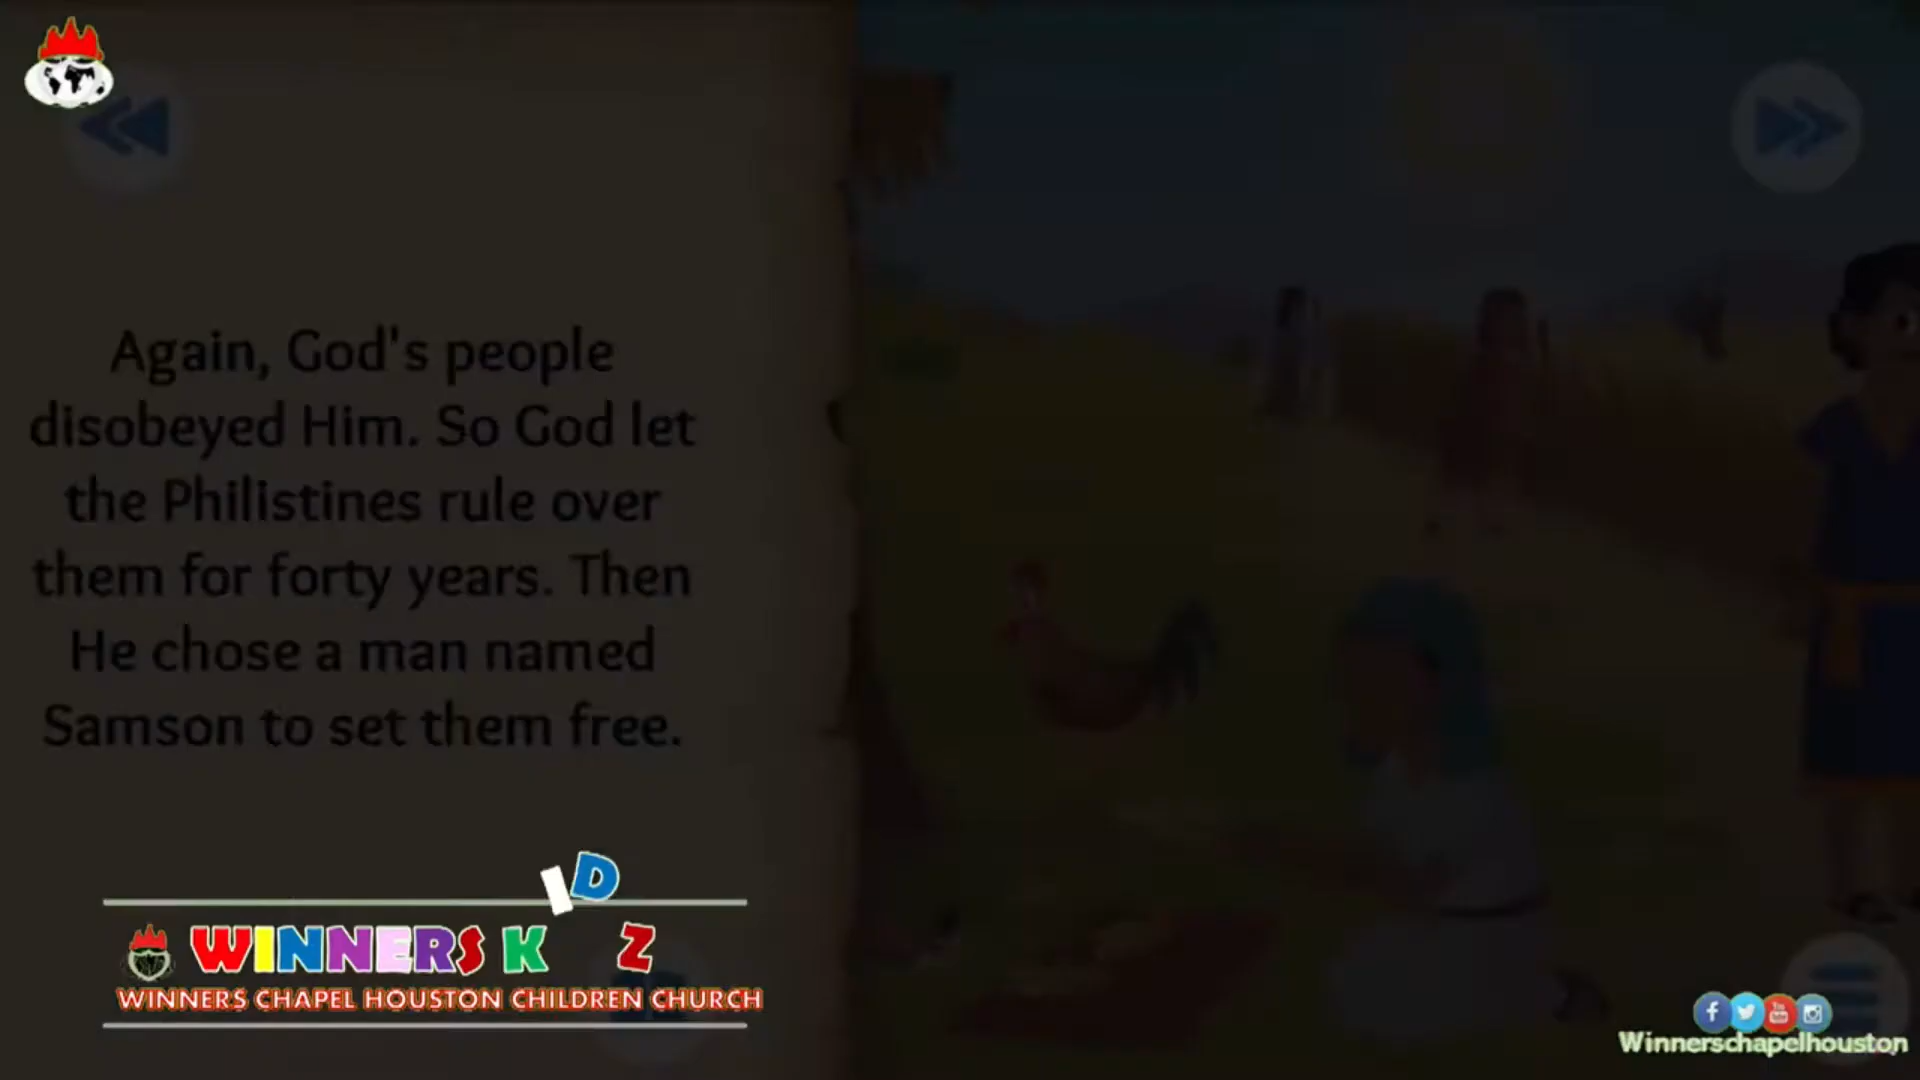 Again, God's people
disobeyed Him. So God let
the Philistines rule over
them for forty years. Then
He chose a man named
Samson to set them free.
WINNERS KIDZ
WINNERS CHAPEL HOUSTON CHILDREN CHURCH
Winnerschapelhouston